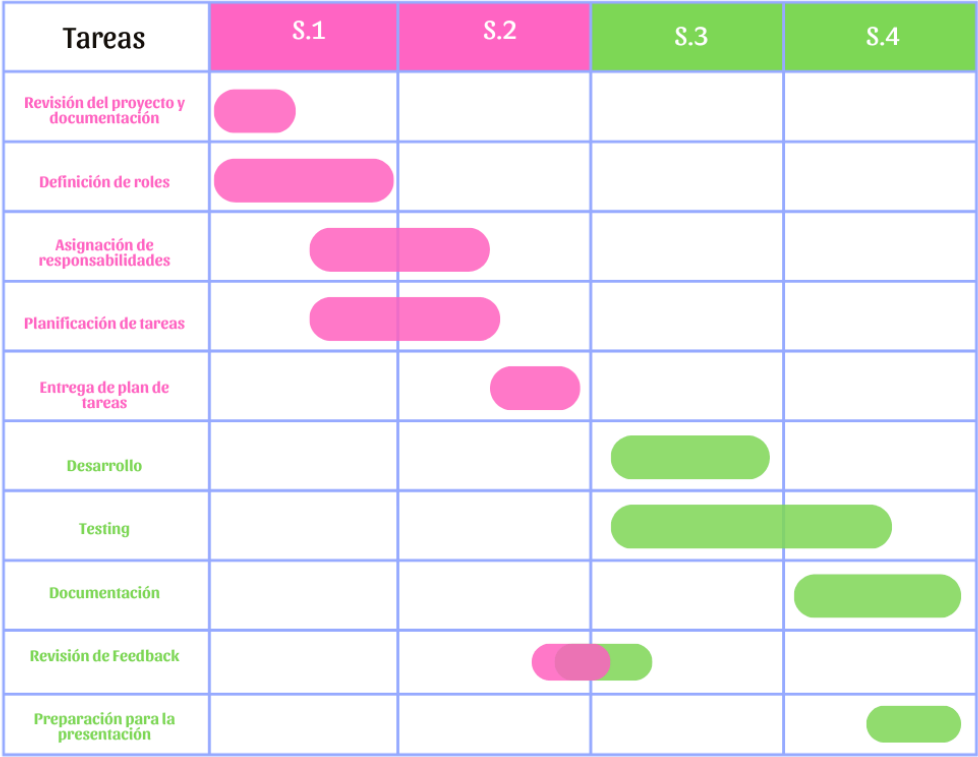 Tareas
S.1
S.2
S.3
S.4
Revisión del proyecto y
documentación
Definición de roles
Asignación de
responsabilidades
Planificación de tareas
Entrega de plan de
tareas
Desarrollo
Testing
Documentación
Revisión de Feedback
Preparación para la
presentación